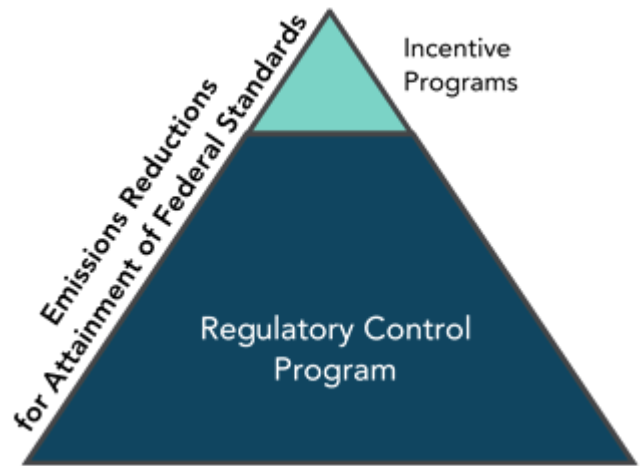 Emissions Reductions
for Attainment of Federal Standards
Incentive
Programs
Regulatory Control
Program